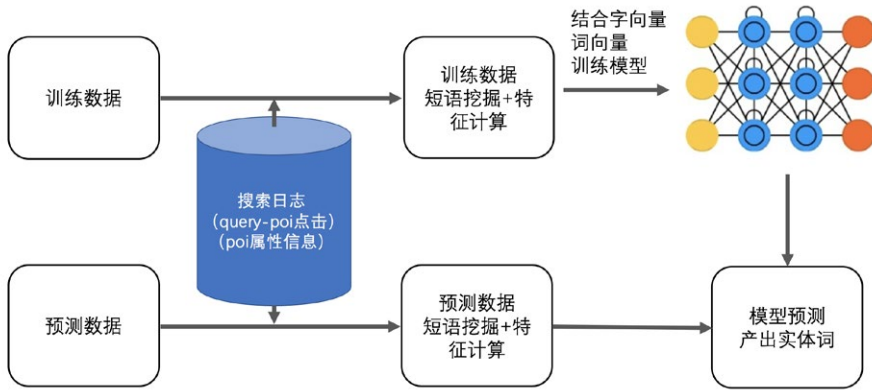 训练数据
训练数据
短语挖掘+特
征计算
结合字向量
词向量
训练模型
搜索日志
（query-poi点击）
（poi属性信息）
预测数据
预测数据
短语挖掘+特
征计算
模型预测
产出实体词